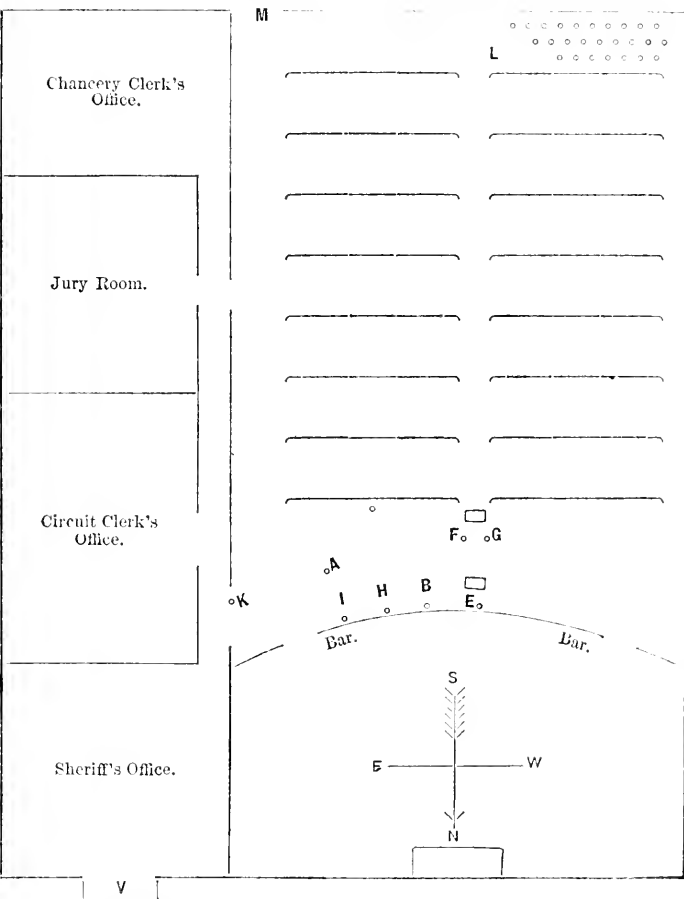 M
L
Chancery Clerk's
Office.
Jury Room.
Circuit Clerk's
Office.
F
G
A
K
I
H
B
E
Bar.
Bar.
S
E
W
N
Sheriff's Office.
V